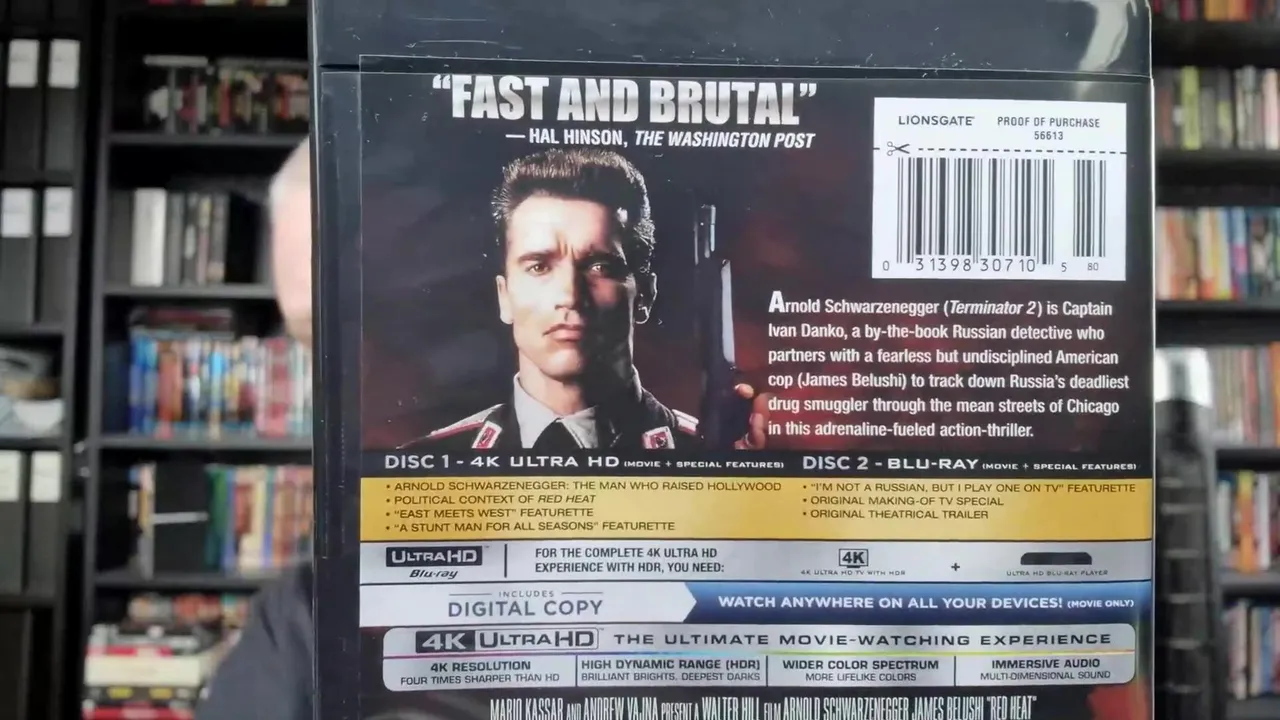 “FAST AND BRUTAL”
— HAL HINSON, THE WASHINGTON POST
LIONSGATE
PROOF OF PURCHASE
56613
0 31398 30710 5 80
Arnold Schwarzenegger (Terminator 2) is Captain
Ivan Danko, a by-the-book Russian detective who
partners with a fearless but undisciplined American
cop (James Belushi) to track down Russia's deadliest
drug smuggler through the mean streets of Chicago
in this adrenaline-fueled action-thriller.
DISC 1 - 4K ULTRA HD (MOVIE + SPECIAL FEATURES)
• ARNOLD SCHWARZENEGGER: THE MAN WHO RAISED HOLLYWOOD
• POLITICAL CONTEXT OF RED HEAT
• “EAST MEETS WEST” FEATURETTE
• “A STUNT MAN FOR ALL SEASONS” FEATURETTE
DISC 2 - BLU-RAY (MOVIE + SPECIAL FEATURES)
• “I'M NOT A RUSSIAN, BUT I PLAY ONE ON TV” FEATURETTE
• ORIGINAL MAKING-OF TV SPECIAL
• ORIGINAL THEATRICAL TRAILER
ULTRA HD
Blu-ray
FOR THE COMPLETE 4K ULTRA HD
EXPERIENCE WITH HDR, YOU NEED:
4K
4K ULTRA HD TV WITH HDR
+
ULTRA HD BLU-RAY PLAYER
INCLUDES
DIGITAL COPY
WATCH ANYWHERE ON ALL YOUR DEVICES! (MOVIE ONLY)
4K ULTRA HD THE ULTIMATE MOVIE-WATCHING EXPERIENCE
4K RESOLUTION
FOUR TIMES SHARPER THAN HD
HIGH DYNAMIC RANGE (HDR)
BRILLIANT BRIGHTS, DEEPEST DARKS
WIDER COLOR SPECTRUM
MORE LIFELIKE COLORS
IMMERSIVE AUDIO
MULTI-DIMENSIONAL SOUND
MARIO KASSAR AND ANDREW VAJNA PRESENT A WALTER HILL FILM ARNOLD SCHWARZENEGGER JAMES BELUSHI "RED HEAT"